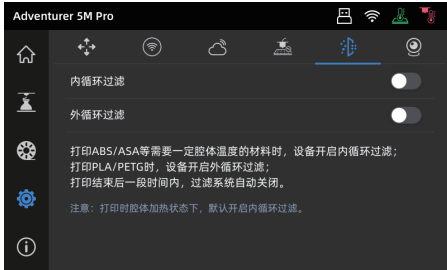 Adventurer 5M Pro
内循环过滤
外循环过滤
打印ABS/ASA等需要一定腔体温度的材料时，设备开启内循环过滤；
打印PLA/PETG时，设备开启外循环过滤；
打印结束后一段时间内，过滤系统自动关闭。
注意：打印时腔体加热状态下，默认开启内循环过滤。